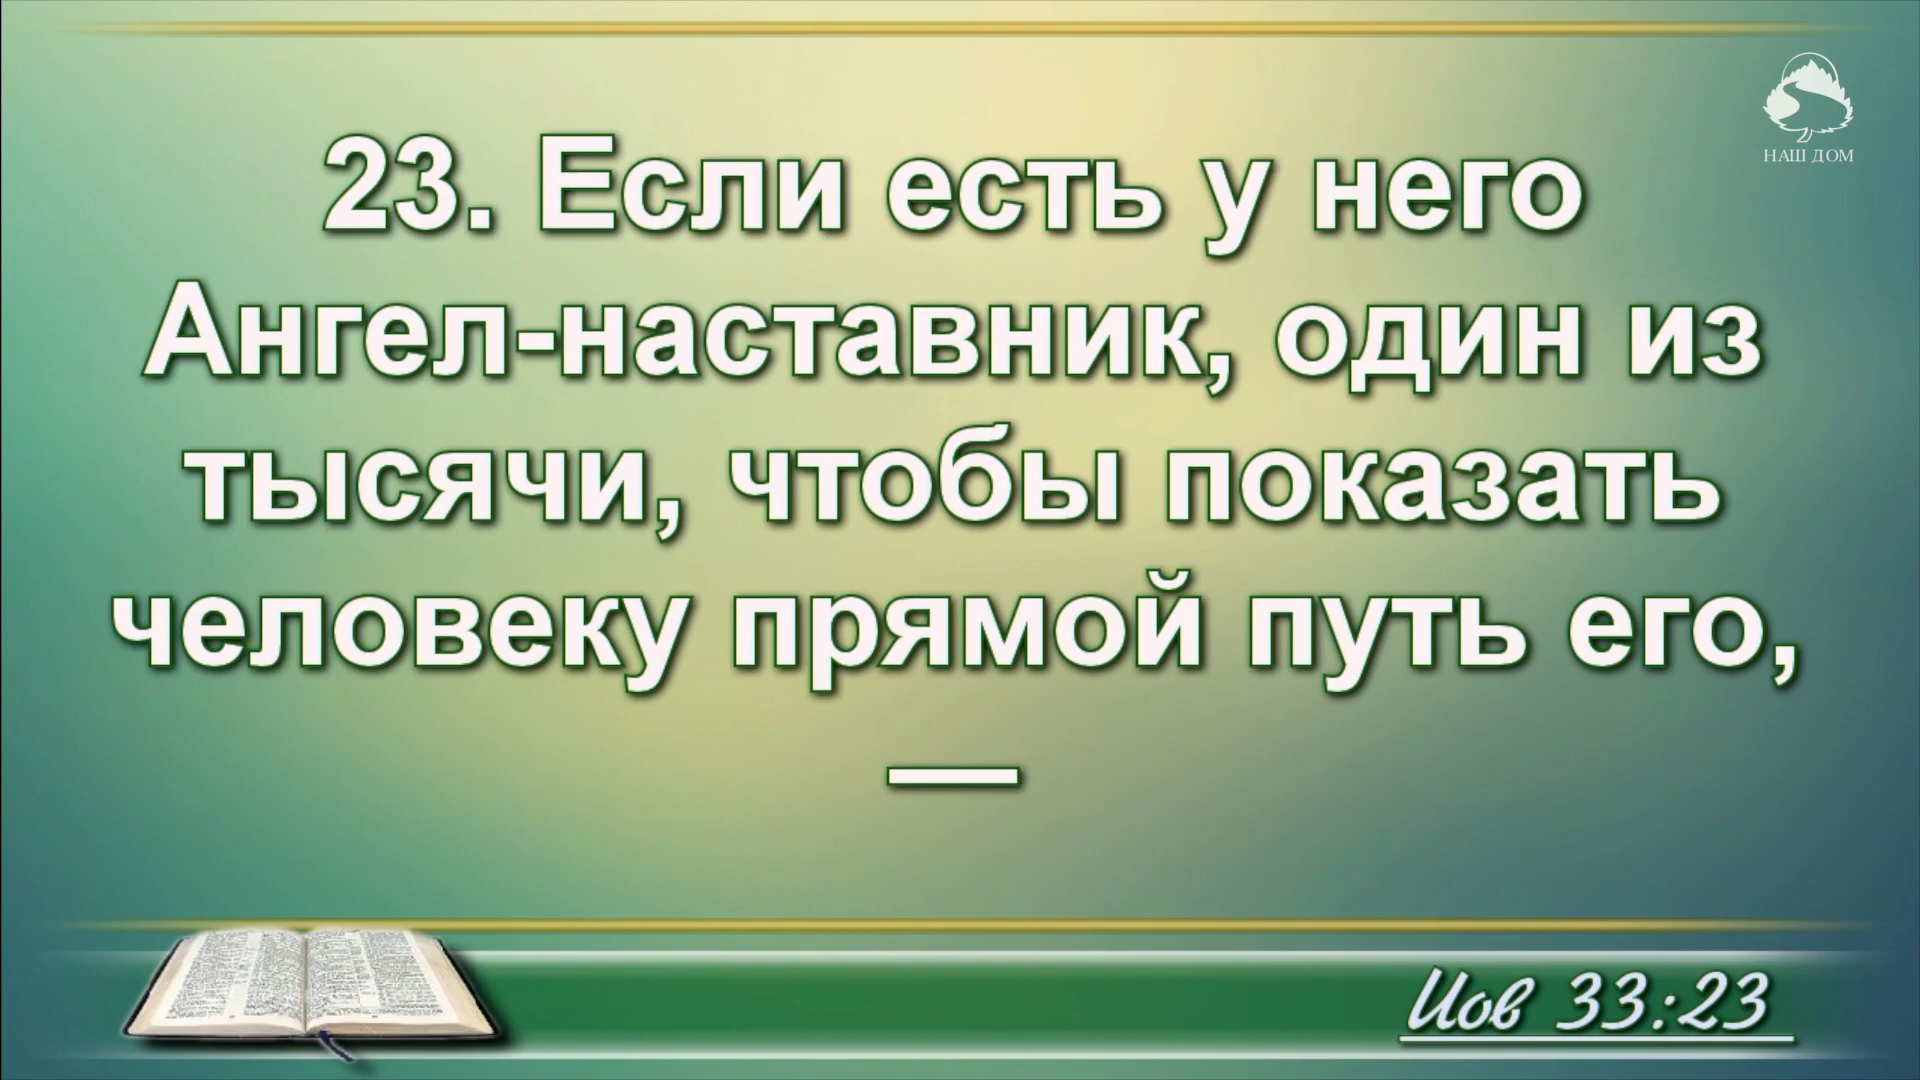 НАШ ДОМ
23. Если есть у него
Ангел-наставник, один из
тысячи, чтобы показать
человеку прямой путь его,
—
Иов 33:23